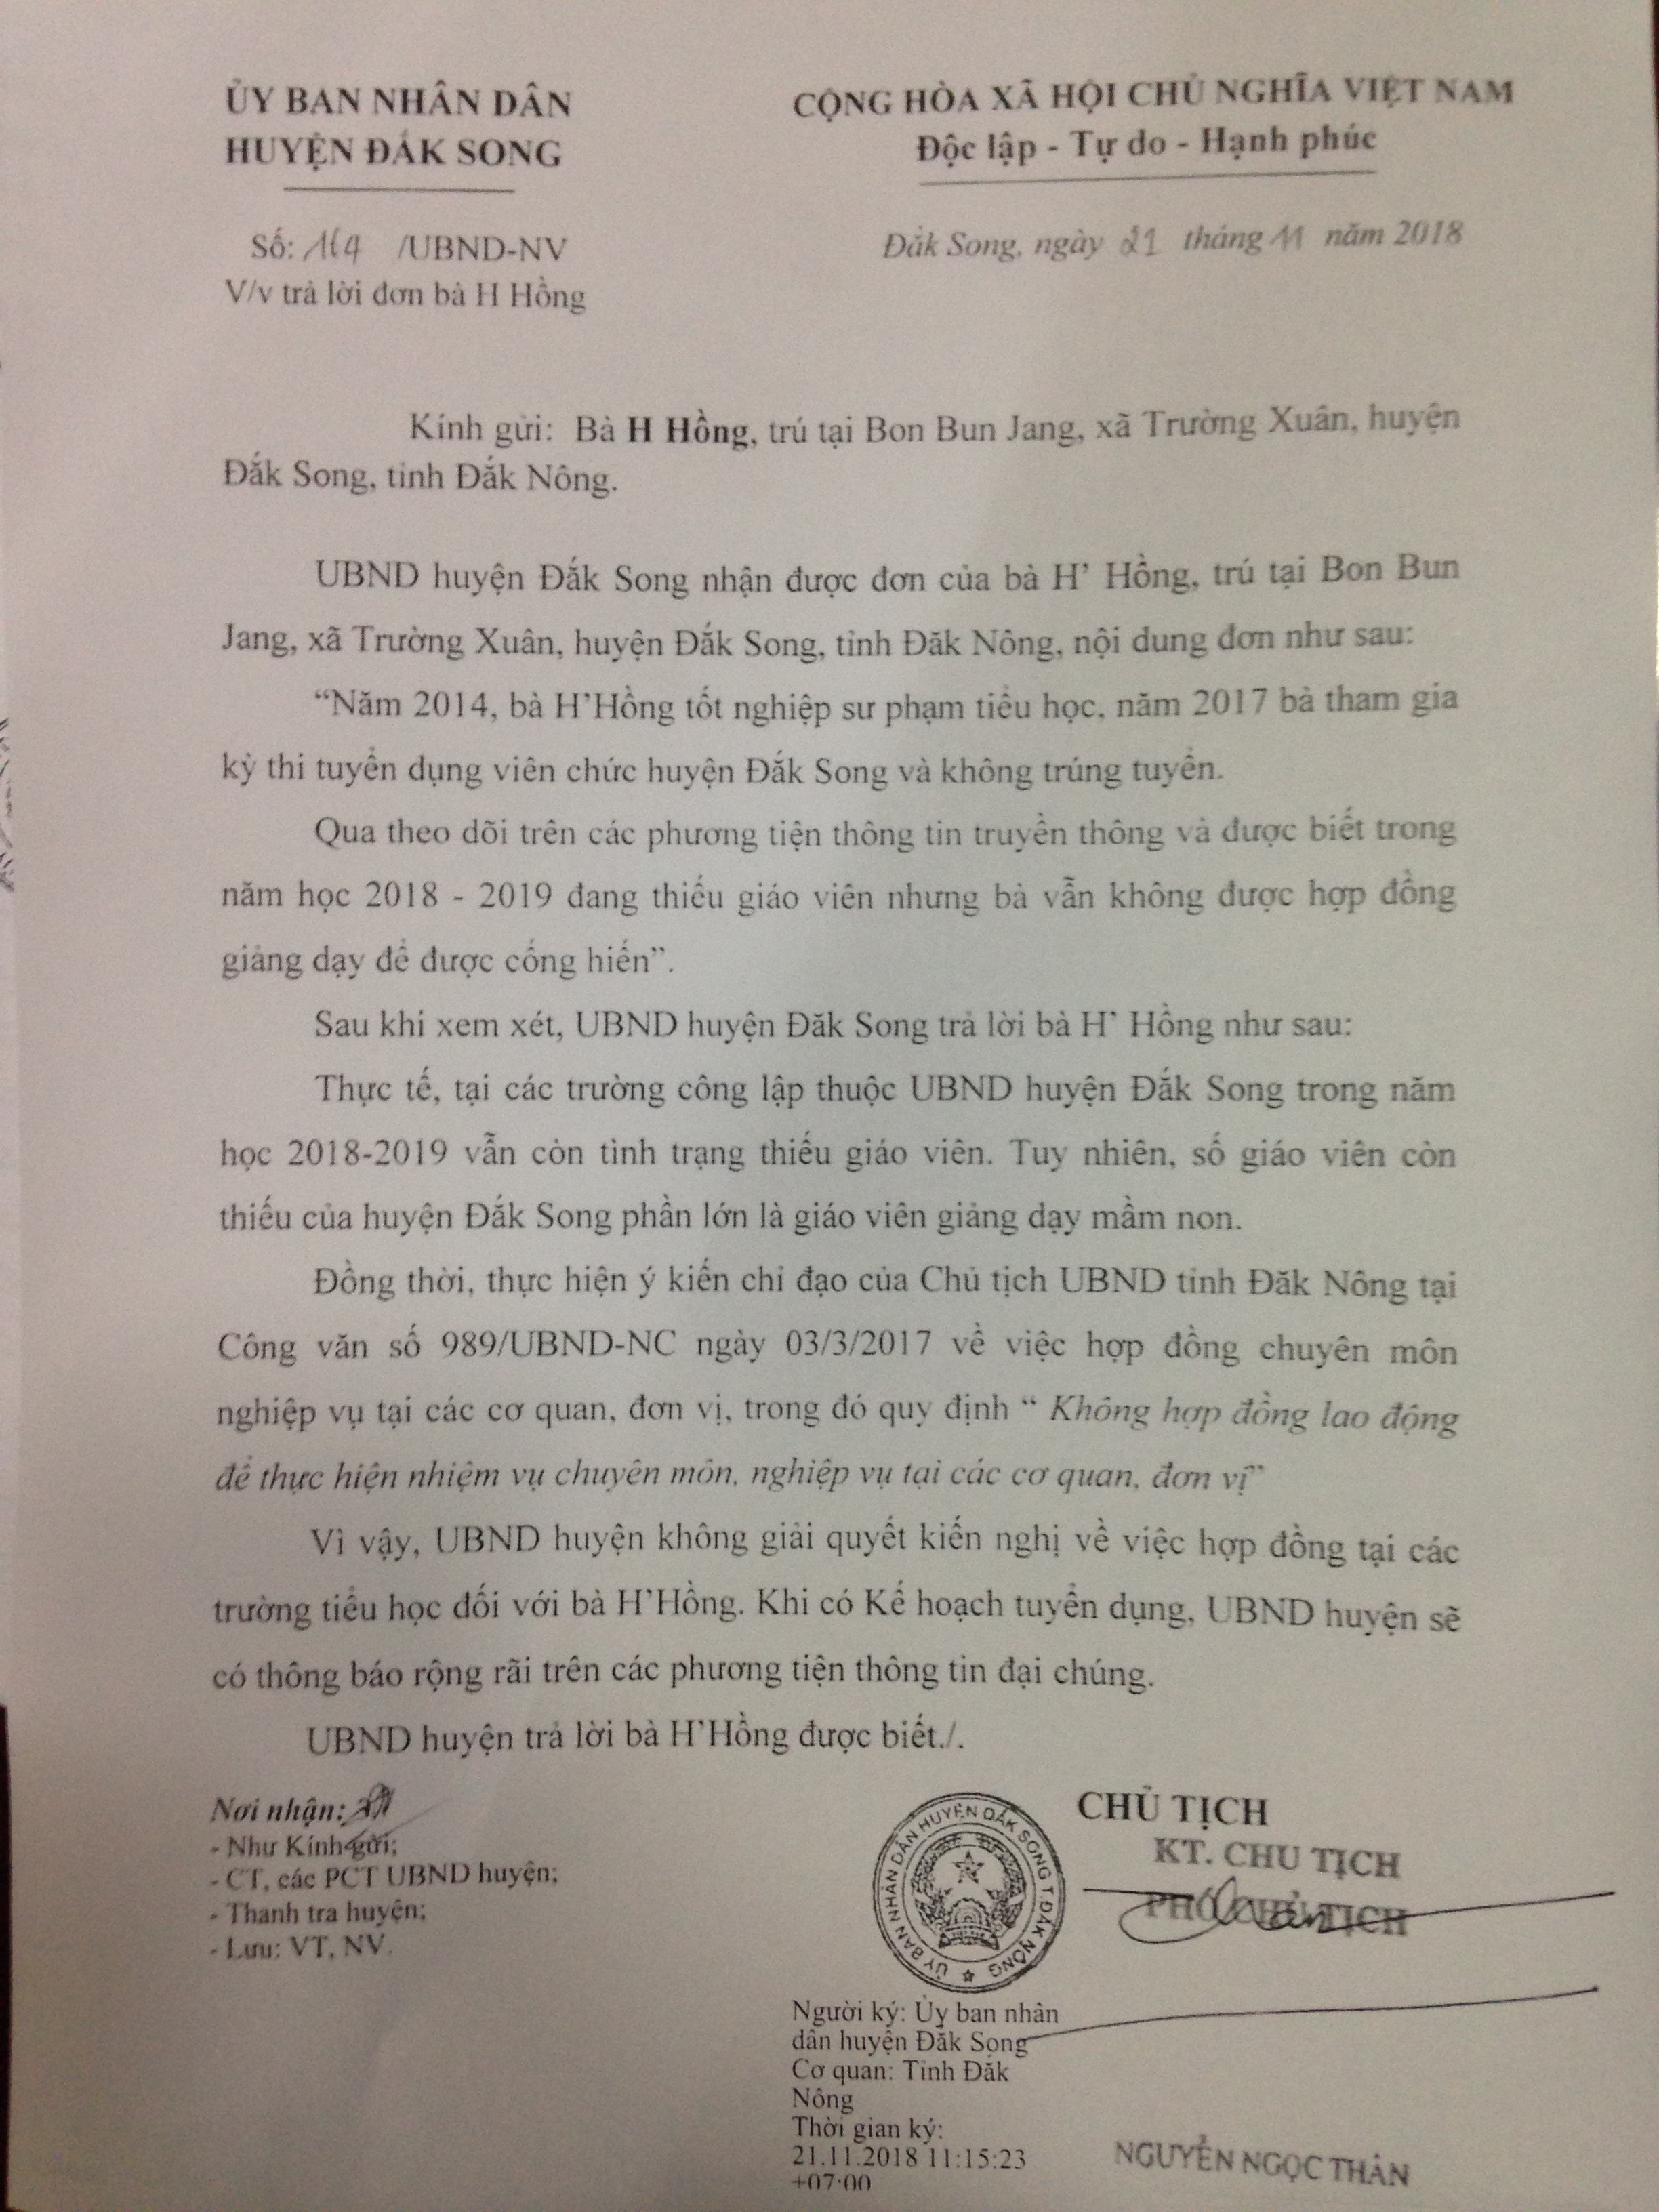 ỦY BAN NHÂN DÂN
HUYỆN ĐẮK SONG
CỘNG HÒA XÃ HỘI CHỦ NGHĨA VIỆT NAM
Độc lập - Tự do - Hạnh phúc
Số: /UBND-NV
V/v trả lời đơn bà H Hồng
Đắk Song, ngày 21 tháng 11 năm 2018
Kính gửi: Bà H Hồng, trú tại Bon Bun Jang, xã Trường Xuân, huyện
Đắk Song, tỉnh Đắk Nông.
UBND huyện Đắk Song nhận được đơn của bà H' Hồng, trú tại Bon Bun
Jang, xã Trường Xuân, huyện Đắk Song, tỉnh Đăk Nông, nội dung đơn như sau:
“Năm 2014, bà H'Hồng tốt nghiệp sư phạm tiểu học, năm 2017 bà tham gia
kỳ thi tuyển dụng viên chức huyện Đắk Song và không trúng tuyển.
Qua theo dõi trên các phương tiện thông tin truyền thông và được biết trong
năm học 2018 - 2019 đang thiếu giáo viên nhưng bà vẫn không được hợp đồng
giảng dạy để được cống hiến”.
Sau khi xem xét, UBND huyện Đăk Song trả lời bà H' Hồng như sau:
Thực tế, tại các trường công lập thuộc UBND huyện Đắk Song trong năm
học 2018-2019 vẫn còn tình trạng thiếu giáo viên. Tuy nhiên, số giáo viên còn
thiếu của huyện Đắk Song phần lớn là giáo viên giảng dạy mầm non.
Đồng thời, thực hiện ý kiến chỉ đạo của Chủ tịch UBND tỉnh Đăk Nông tại
Công văn số 989/UBND-NC ngày 03/3/2017 về việc hợp đồng chuyên môn
nghiệp vụ tại các cơ quan, đơn vị, trong đó quy định “ Không hợp đồng lao động
để thực hiện nhiệm vụ chuyên môn, nghiệp vụ tại các cơ quan, đơn vị”
Vì vậy, UBND huyện không giải quyết kiến nghị về việc hợp đồng tại các
trường tiểu học đối với bà H'Hồng. Khi có Kế hoạch tuyển dụng, UBND huyện sẽ
có thông báo rộng rãi trên các phương tiện thông tin đại chúng.
UBND huyện trả lời bà H'Hồng được biết./.
Nơi nhận:
- Như Kính gửi;
- CT, các PCT UBND huyện;
- Thanh tra huyện;
- Lưu: VT, NV.
CHỦ TỊCH
KT. CHỦ TỊCH
PHÓ CHỦ TỊCH
ỦY BAN NHÂN DÂN HUYỆN ĐẮK SONG T.ĐẮK NÔNG
Người ký: Ủy ban nhân
dân huyện Đăk Song
Cơ quan: Tỉnh Đăk
Nông
Thời gian ký:
21.11.2018 11:15:23
+07:00
NGUYỄN NGỌC THÂN